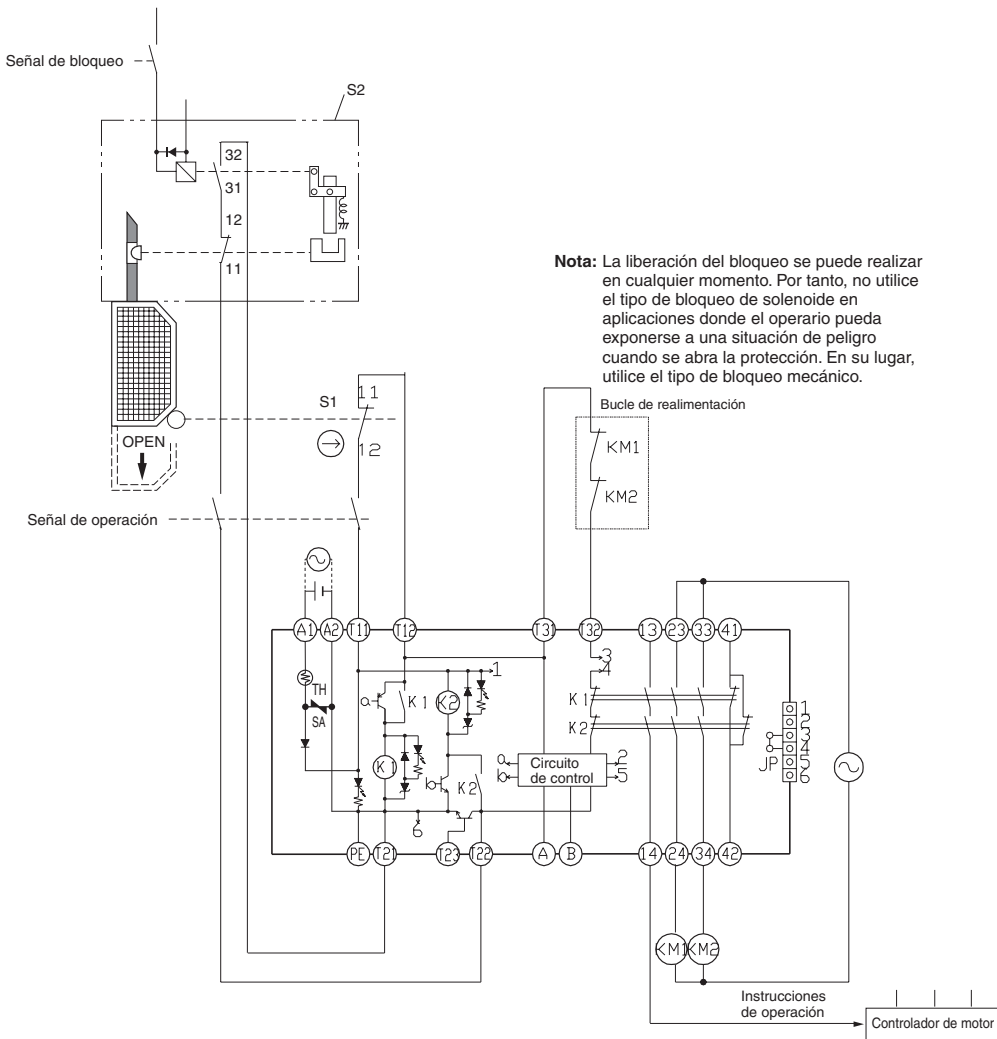 Señal de bloqueo
S2
32
31
12
11
Nota: La liberación del bloqueo se puede realizar
en cualquier momento. Por tanto, no utilice
el tipo de bloqueo de solenoide en
aplicaciones donde el operario pueda
exponerse a una situación de peligro
cuando se abra la protección. En su lugar,
utilice el tipo de bloqueo mecánico.
Bucle de realimentación
S1
11
12
KM1
KM2
OPEN
Señal de operación
A1 A2 T11 T12 T31 T32 13 23 33 41
1
3
4
TH
SA
a
K1
K2
K1
K2
K1
b
K2
6
a
b
Circuito
de control
2
5
JP
1
2
3
4
5
6
PE T21 T23 T22 A B 14 24 34 42
KM1 KM2
Instrucciones
de operación
Controlador de motor